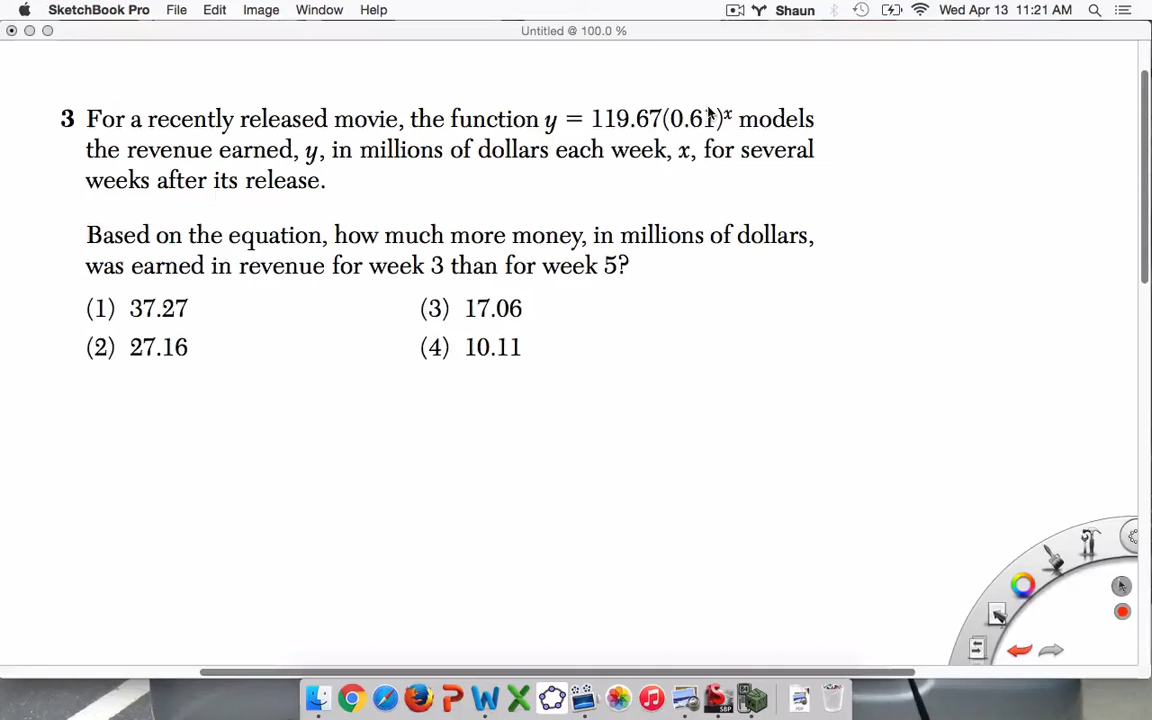 SketchBook Pro File Edit Image Window Help Shaun Wed Apr 13 11:21 AM
Untitled @ 100.0 %
3 For a recently released movie, the function y = 119.67(0.61)^x models
the revenue earned, y, in millions of dollars each week, x, for several
weeks after its release.
Based on the equation, how much more money, in millions of dollars,
was earned in revenue for week 3 than for week 5?
(1) 37.27 (3) 17.06
(2) 27.16 (4) 10.11